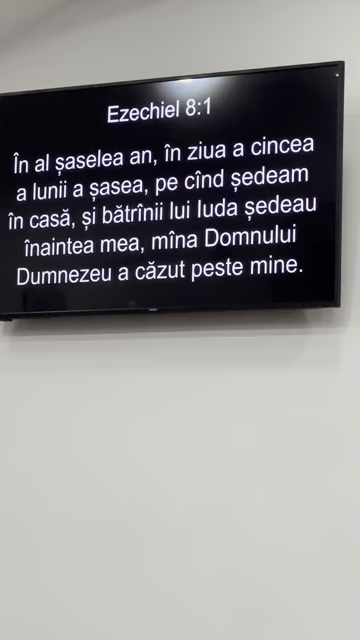 Ezechiel 8:1
În al șaselea an, în ziua a cincea
a lunii a șasea, pe cînd ședeam
în casă, și bătrînii lui Iuda ședeau
înaintea mea, mîna Domnului
Dumnezeu a căzut peste mine.